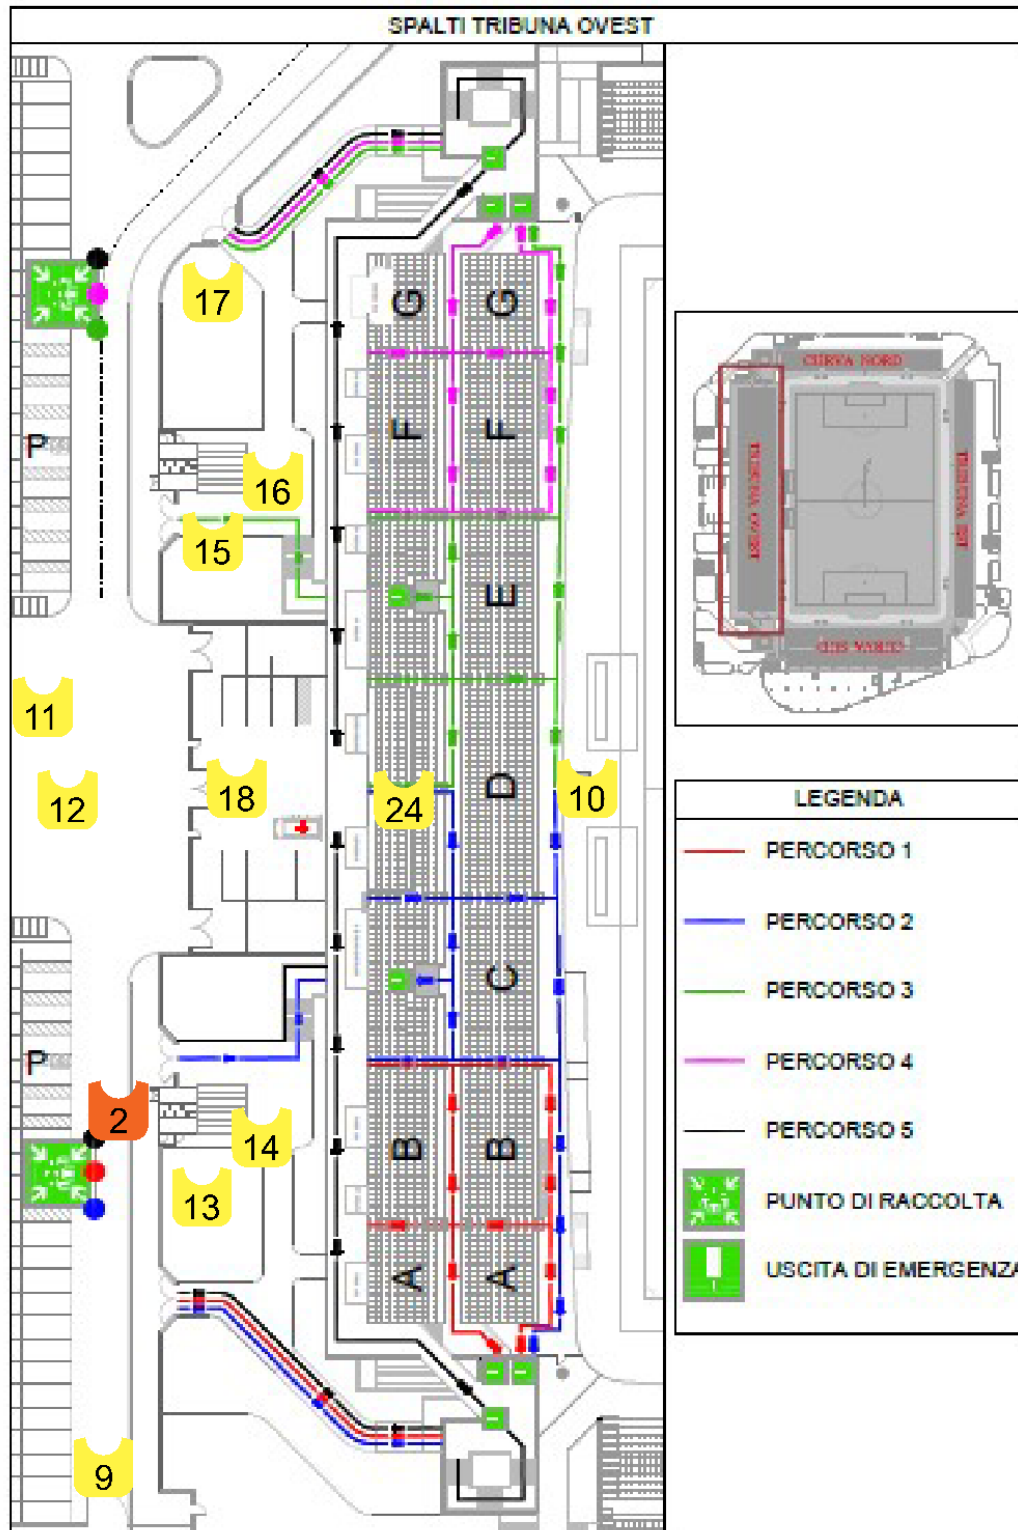 SPALTI TRIBUNA OVEST
G
G
17
CURVA NORD
F
F
P
TRIBUNA OVEST
TRIBUNA EST
16
15
E
CURVA SUD
11
12
18
24
D
10
LEGENDA
PERCORSO 1
PERCORSO 2
PERCORSO 3
PERCORSO 4
PERCORSO 5
PUNTO DI RACCOLTA
USCITA DI EMERGENZA
C
P
2
14
B
B
13
A
A
9